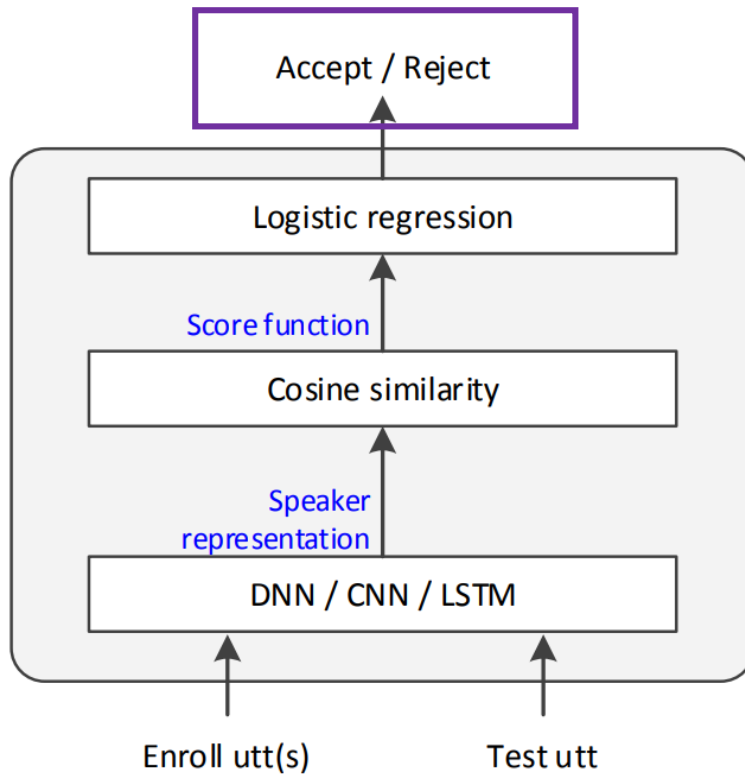 Accept / Reject
Logistic regression
Score function
Cosine similarity
Speaker
representation
DNN / CNN / LSTM
Enroll utt(s)
Test utt